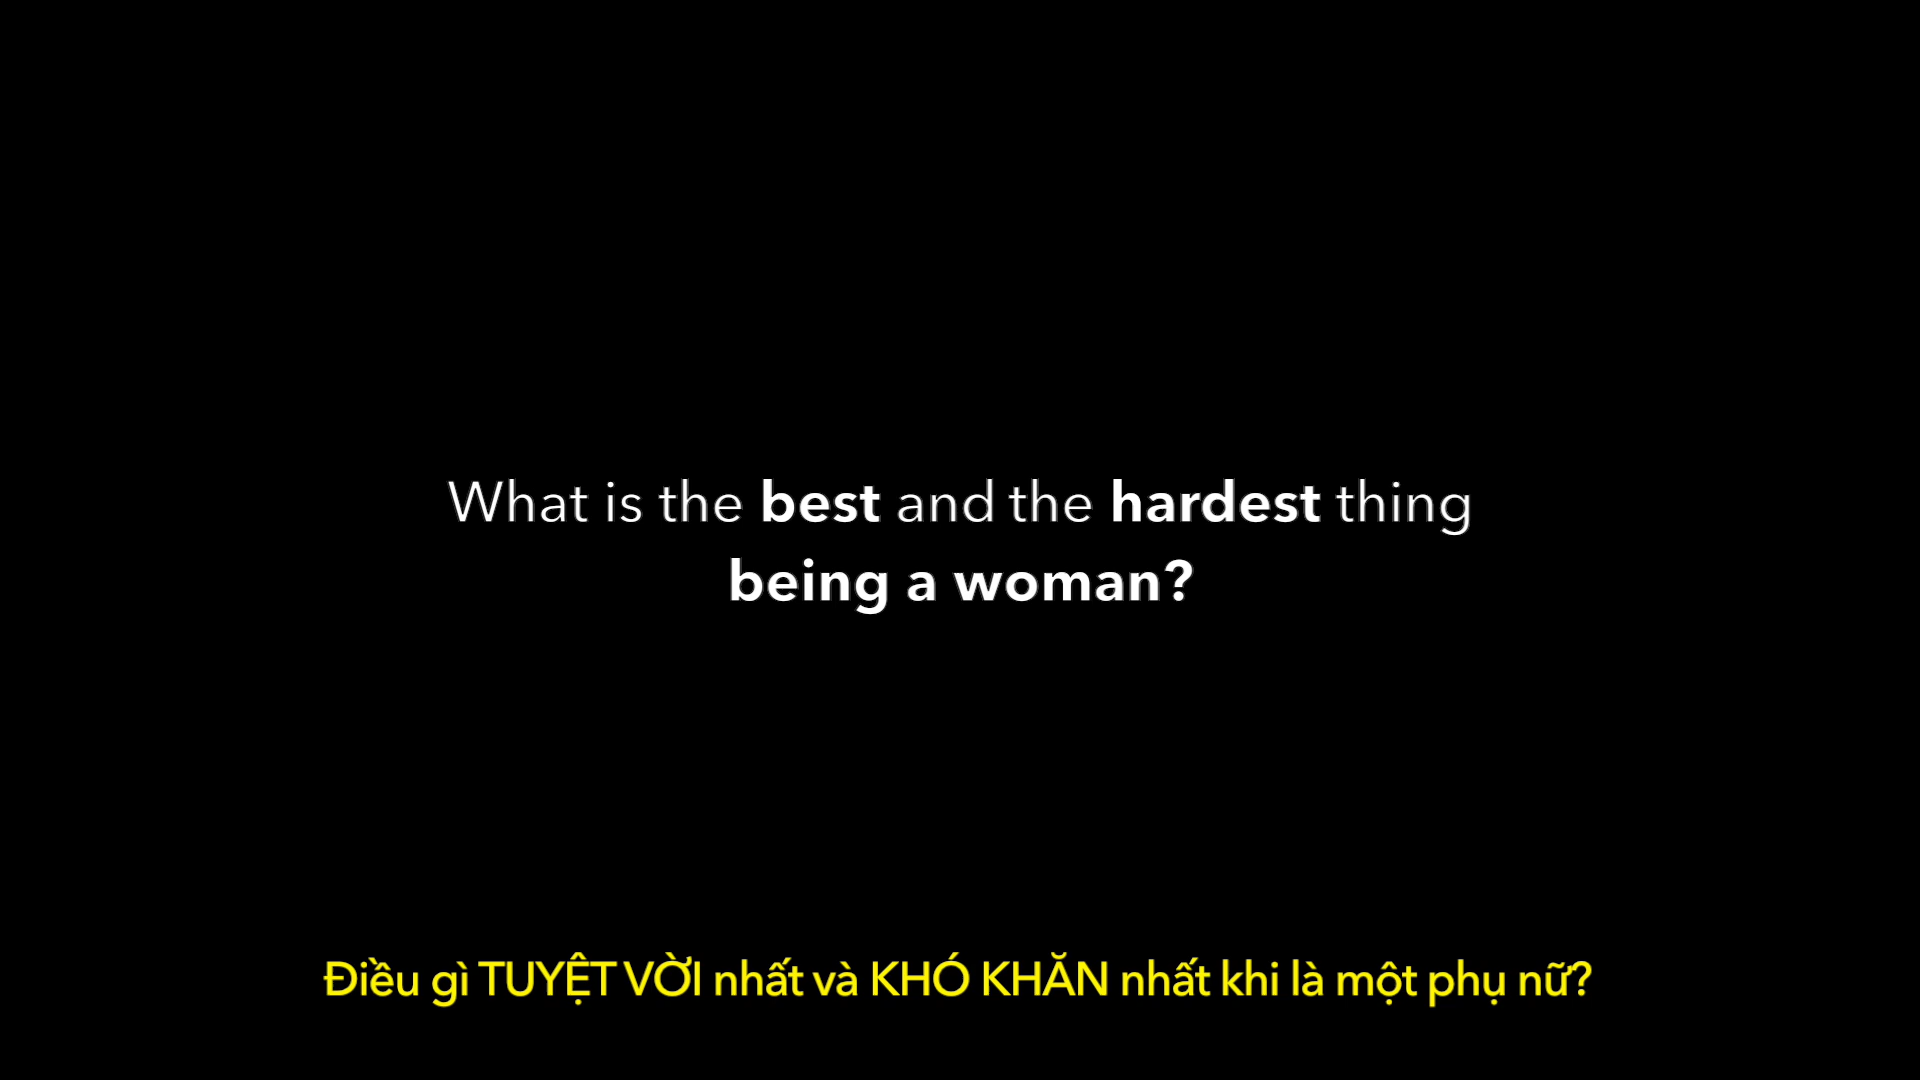 What is the best and the hardest thing
being a woman?
Điều gì TUYỆT VỜI nhất và KHÓ KHĂN nhất khi là một phụ nữ?